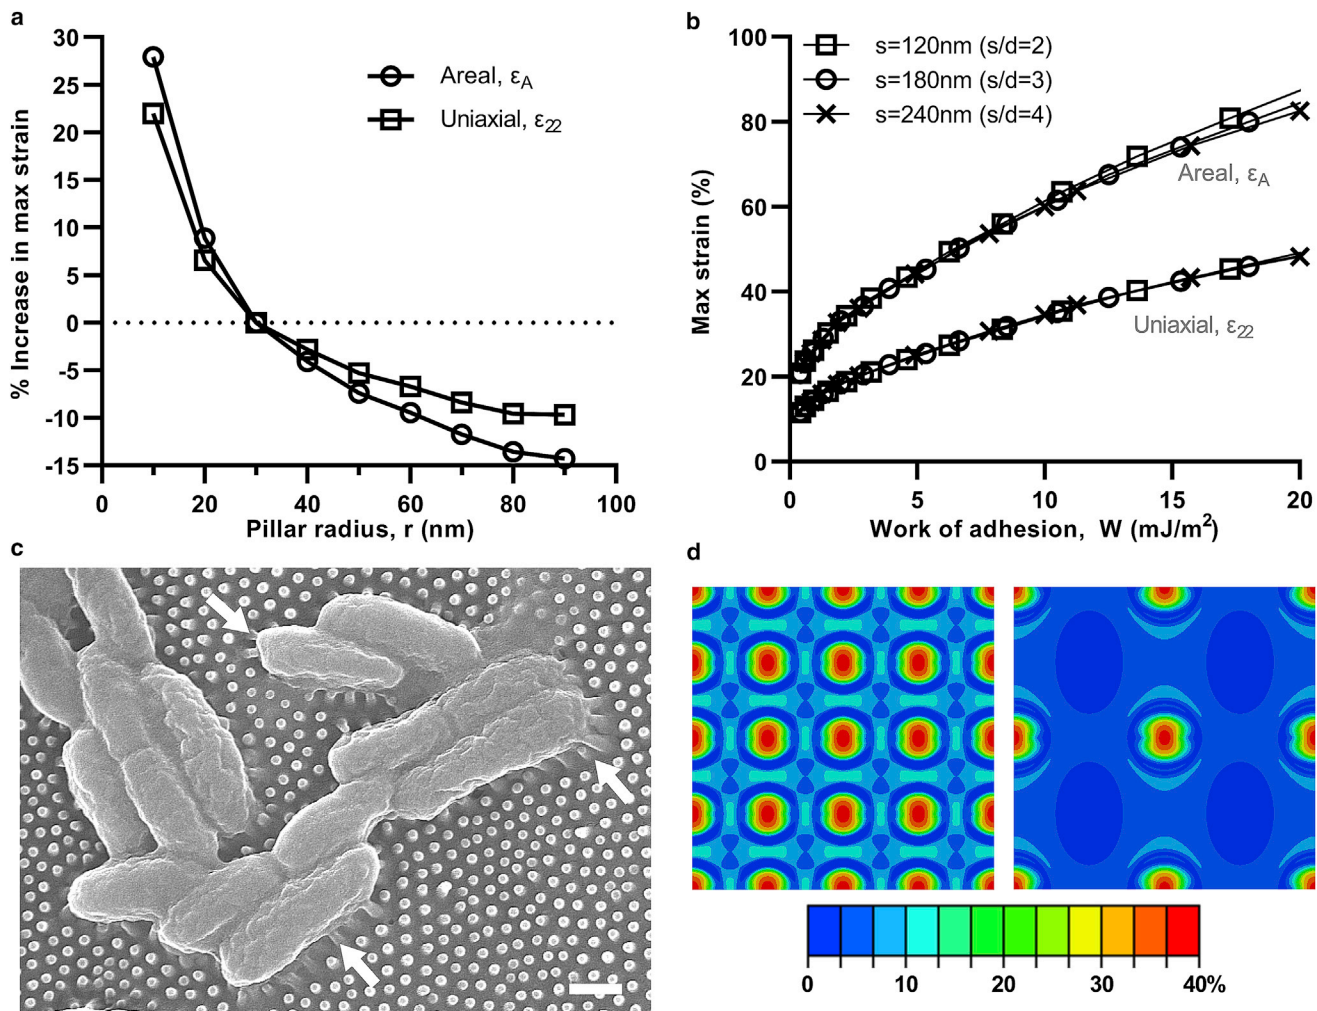 a
30
25
20
15
10
5
0
-5
-10
-15
% Increase in max strain
Areal, εA
Uniaxial, ε22
0 20 40 60 80 100
Pillar radius, r (nm)
b
100
80
60
40
20
0
Max strain (%)
s=120nm (s/d=2)
s=180nm (s/d=3)
s=240nm (s/d=4)
Areal, εA
Uniaxial, ε22
0 5 10 15 20
Work of adhesion, W (mJ/m²)
c
d
0 10 20 30 40%